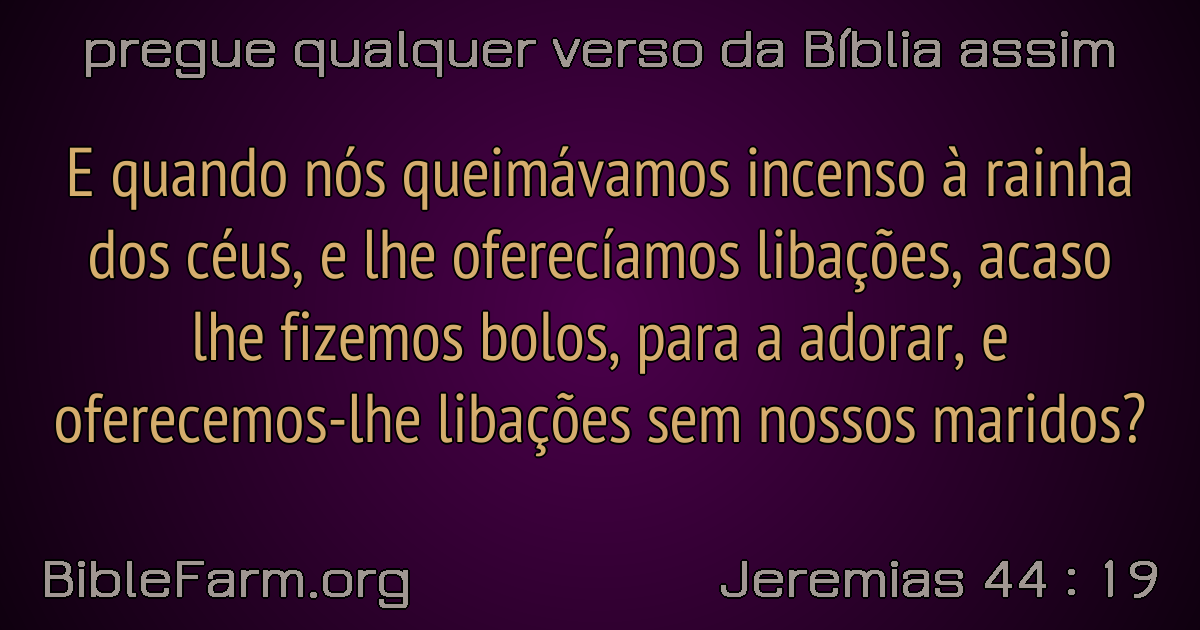 pregue qualquer verso da Bíblia assim
E quando nós queimávamos incenso à rainha
dos céus, e lhe oferecíamos libações, acaso
lhe fizemos bolos, para a adorar, e
oferecemos-lhe libações sem nossos maridos?
BibleFarm.org
Jeremias 44 : 19